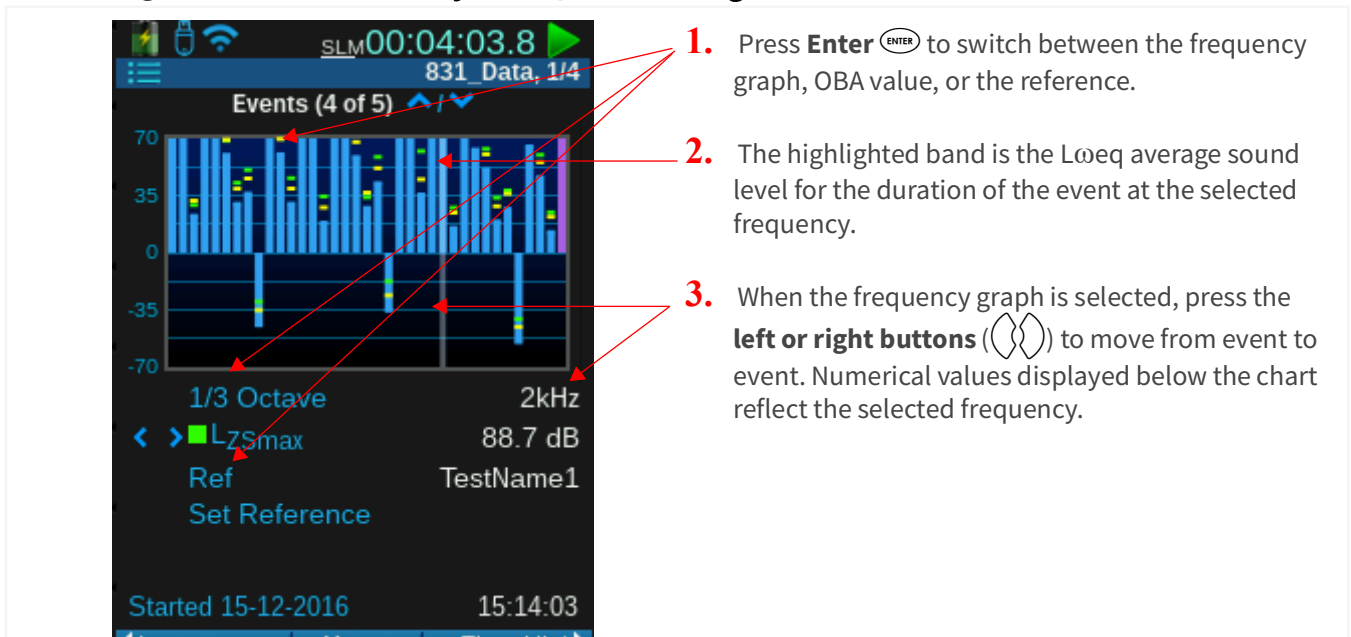 SLM00:04:03.8
831_Data, 1/4
Events (4 of 5) /
70
35
0
-35
-70
1/3 Octave 2kHz
LZSmax 88.7 dB
Ref TestName1
Set Reference
Started 15-12-2016 15:14:03
1. Press Enter ENTER to switch between the frequency
graph, OBA value, or the reference.
2. The highlighted band is the Lωeq average sound
level for the duration of the event at the selected
frequency.
3. When the frequency graph is selected, press the
left or right buttons () to move from event to
event. Numerical values displayed below the chart
reflect the selected frequency.